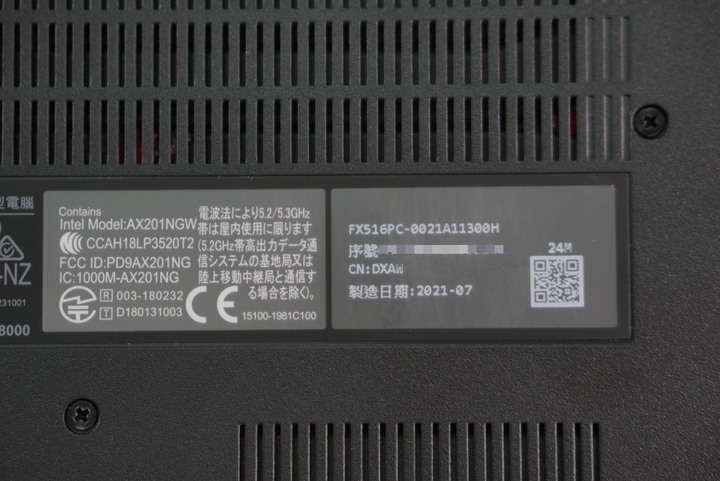 型電腦
-NZ
231001
8000
Contains
Intel Model:AX201NGW
CCAH18LP3520T2
FCC ID:PD9AX201NG
IC:1000M-AX201NG
R 003-180232
T D180131003
電波法により5.2/5.3GHz
帯は屋内使用に限ります
(5.2GHz帯高出力データ通
信システムの基地局又は
陸上移動中継局と通信す
る場合を除く)。
CE
15100-1981C100
FX516PC-0021A11300H
序號
24M
CN:DXAW
製造日期:2021-07